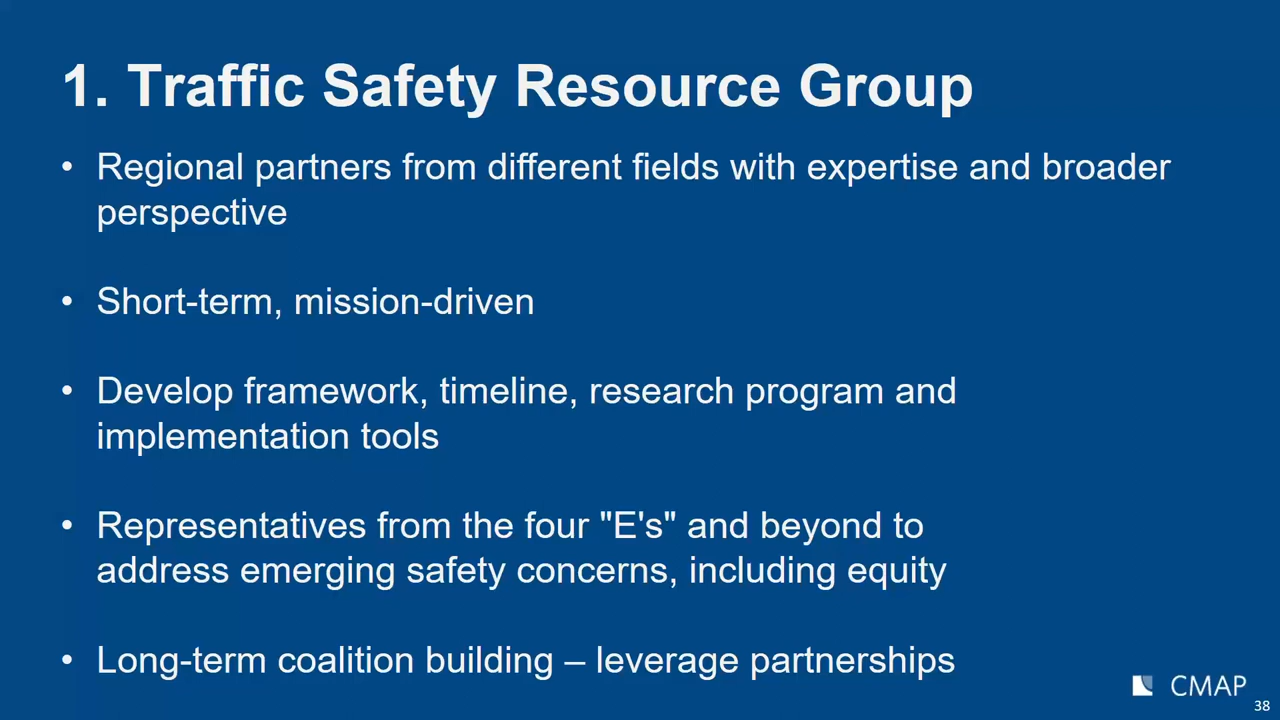 1. Traffic Safety Resource Group
• Regional partners from different fields with expertise and broader
perspective
• Short-term, mission-driven
• Develop framework, timeline, research program and
implementation tools
• Representatives from the four "E's" and beyond to
address emerging safety concerns, including equity
• Long-term coalition building – leverage partnerships
CMAP
38